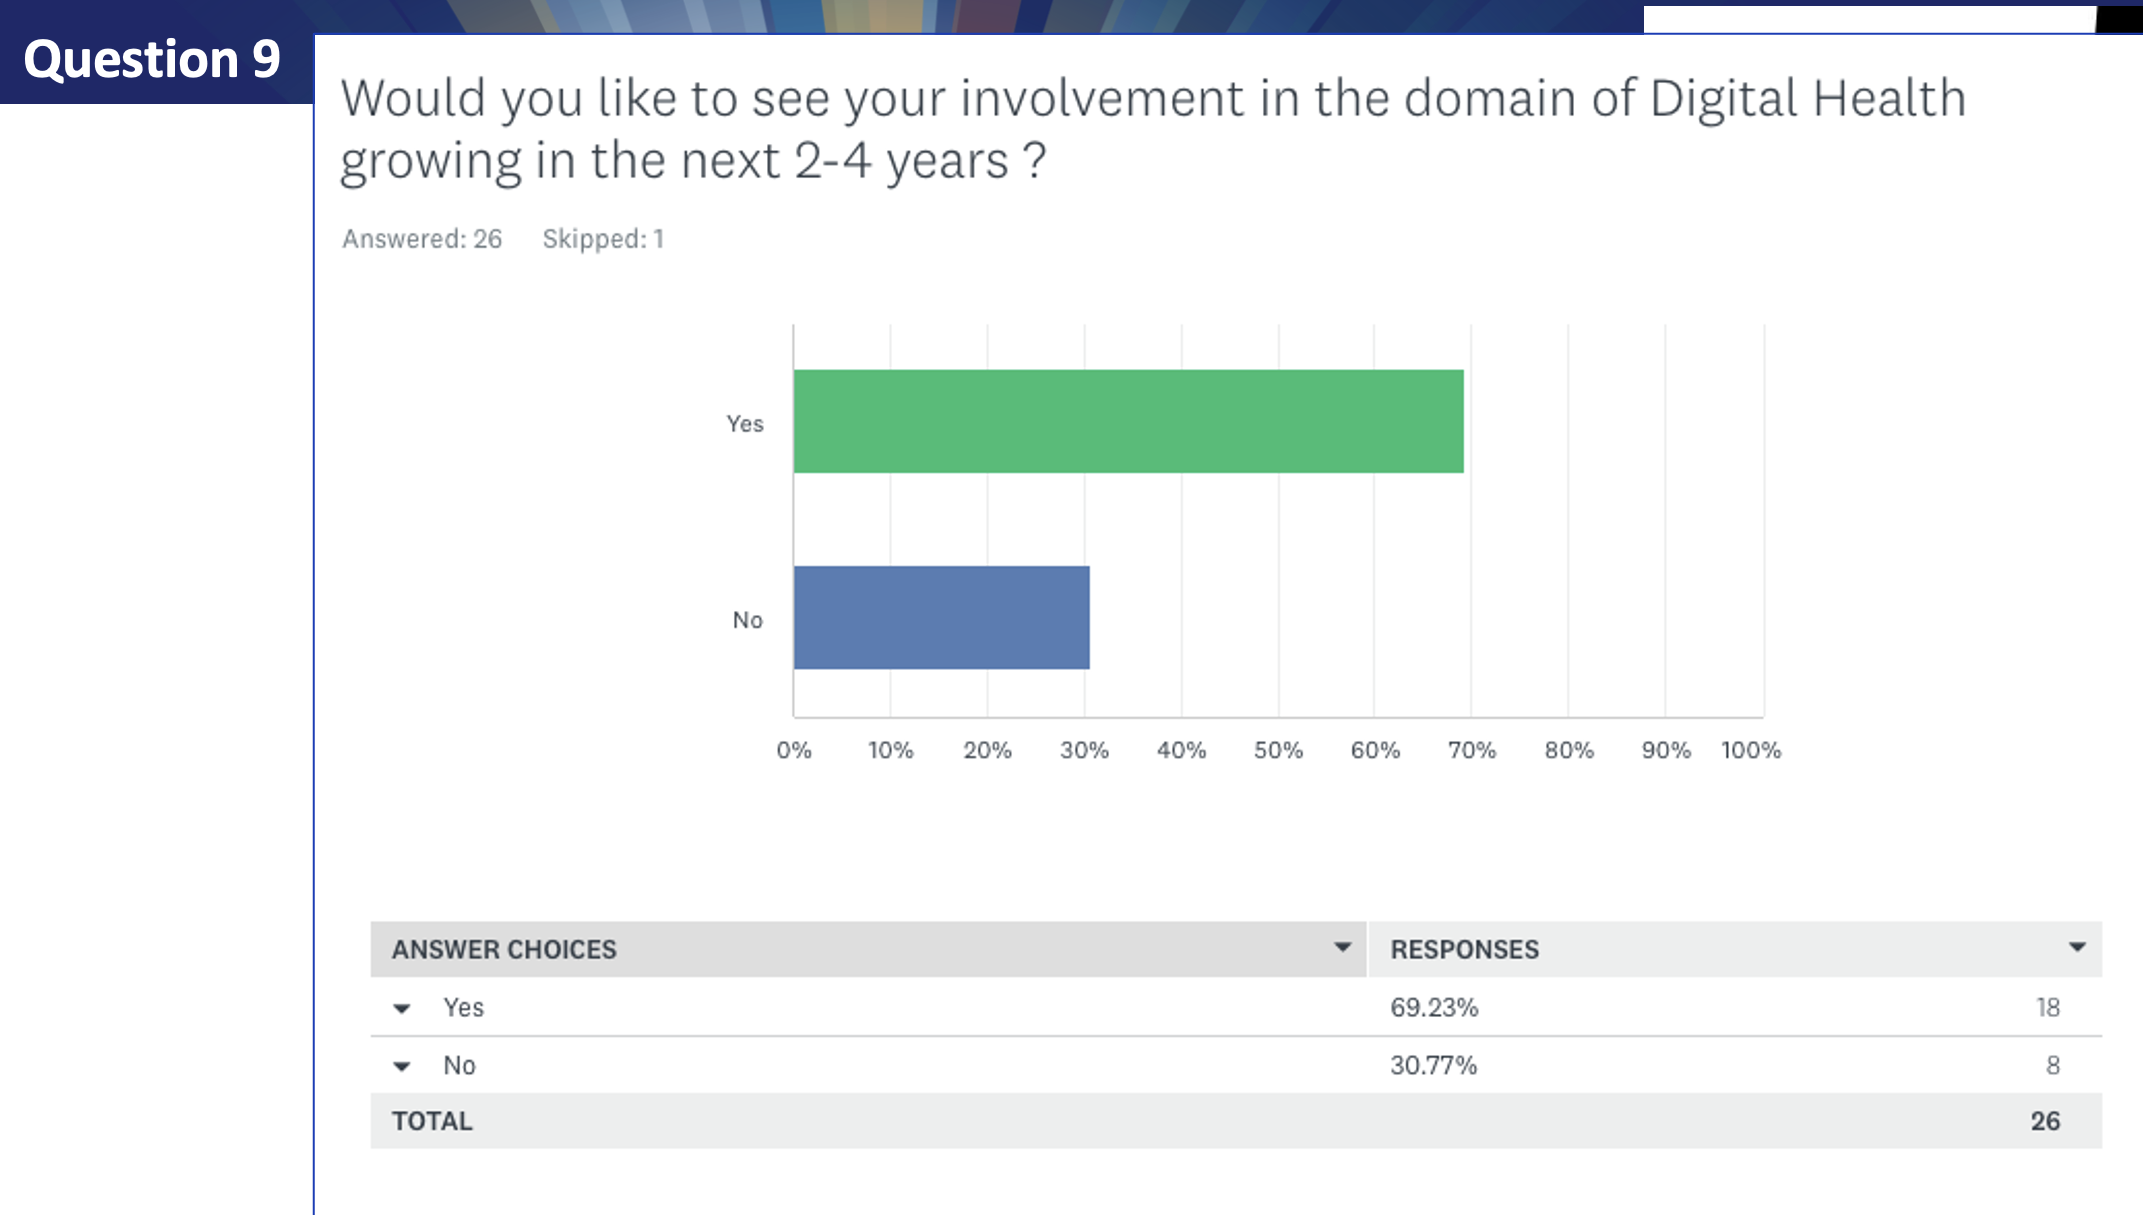 Question 9
Would you like to see your involvement in the domain of Digital Health
growing in the next 2-4 years ?
Answered: 26 Skipped: 1
Yes
No
0% 10% 20% 30% 40% 50% 60% 70% 80% 90% 100%
ANSWER CHOICES RESPONSES
Yes 69.23% 18
No 30.77% 8
TOTAL 26